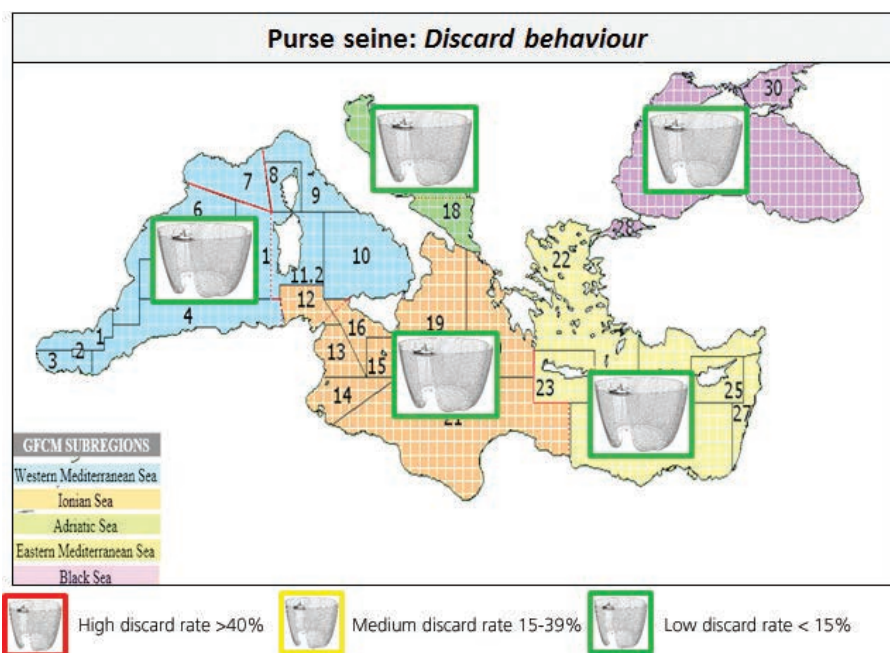 Purse seine: Discard behaviour
30
8
7
9
6
18
28
22
1
10
11.2
12
4
16
19
1
13
3
2
15
23
25
14
27
21
GFCM SUBREGIONS
Western Mediterranean Sea
Ionian Sea
Adriatic Sea
Eastern Mediterranean Sea
Black Sea
High discard rate >40%
Medium discard rate 15-39%
Low discard rate < 15%